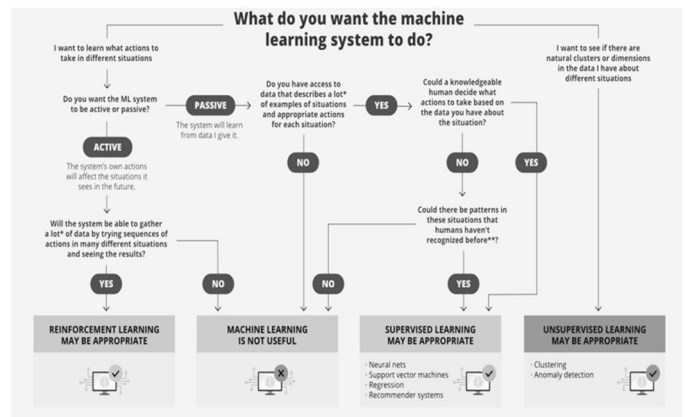 What do you want the machine
learning system to do?
I want to learn what actions to
take in different situations
Do you want the ML system
to be active or passive?
PASSIVE
The system will learn
from data I give it.
ACTIVE
The system's own actions
will affect the situations it
sees in the future.
Will the system be able to gather
a lot* of data by trying sequences of
actions in many different situations
and seeing the results?
YES
NO
Do you have access to
data that describes a lot*
of examples of situations
and appropriate actions
for each situation?
YES
NO
Could a knowledgeable
human decide what
actions to take based on
the data you have about
the situation?
NO
YES
Could there be patterns in
these situations that
humans haven't
recognized before**?
NO
YES
I want to see if there are
natural clusters or dimensions
in the data I have about
different situations
REINFORCEMENT LEARNING
MAY BE APPROPRIATE
MACHINE LEARNING
IS NOT USEFUL
SUPERVISED LEARNING
MAY BE APPROPRIATE
· Neural nets
· Support vector machines
· Regression
· Recommender systems
UNSUPERVISED LEARNING
MAY BE APPROPRIATE
· Clustering
· Anomaly detection